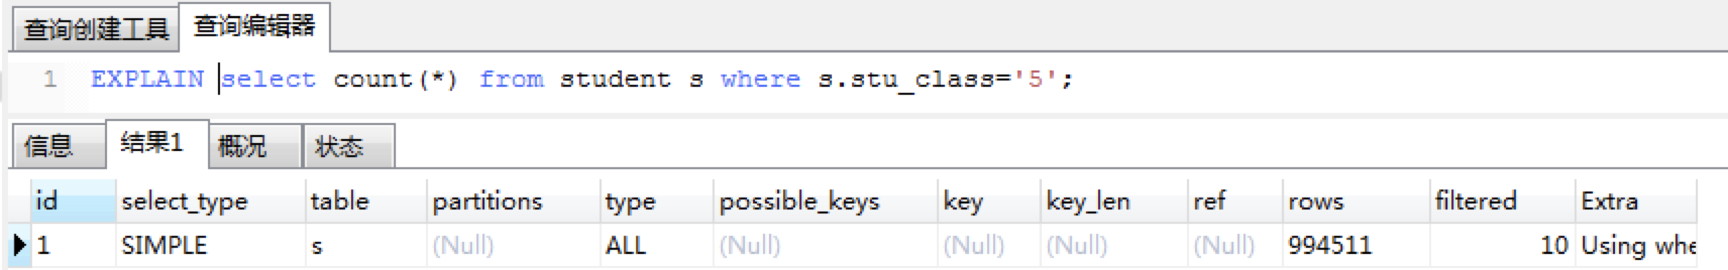 查询创建工具 查询编辑器
1 EXPLAIN select count(*) from student s where s.stu_class='5';
信息 结果1 概况 状态
id select_type table partitions type possible_keys key key_len ref rows filtered Extra
1 SIMPLE s (Null) ALL (Null) (Null) (Null) (Null) 994511 10 Using whe